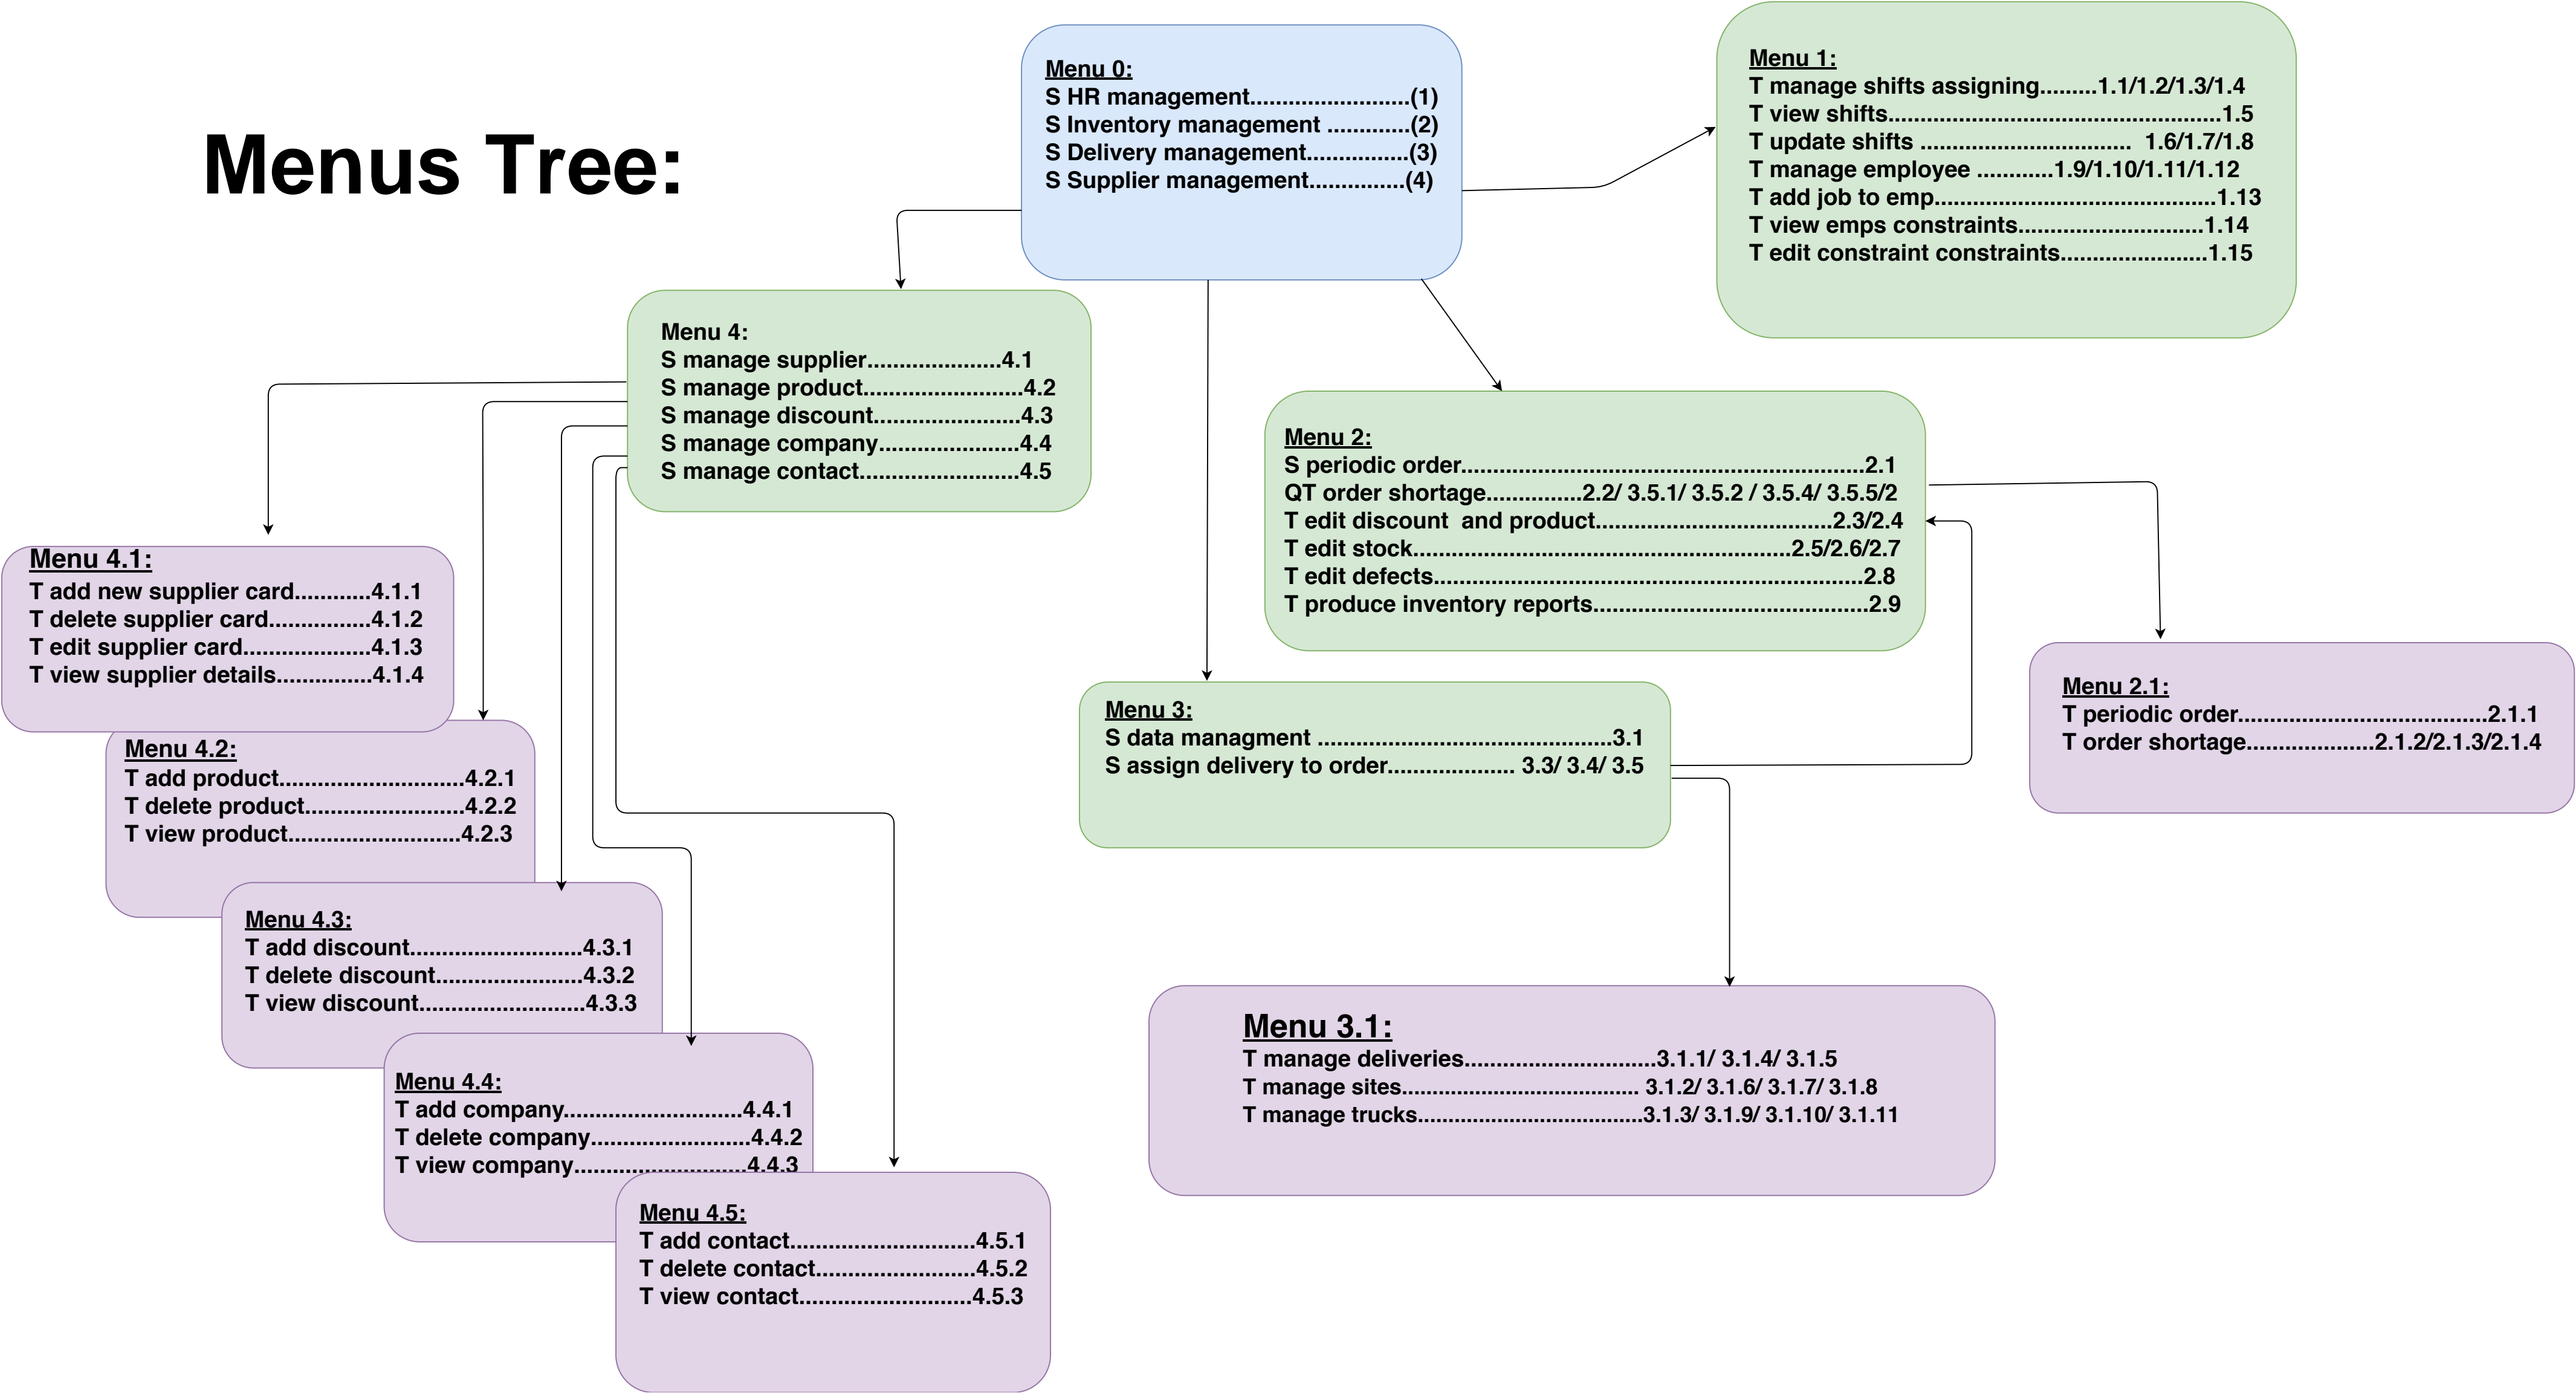 Menus Tree:
Menu 0:
S HR management.........................(1)
S Inventory management .............(2)
S Delivery management................(3)
S Supplier management...............(4)
Menu 1:
T manage shifts assigning.........1.1/1.2/1.3/1.4
T view shifts....................................................1.5
T update shifts ................................. 1.6/1.7/1.8
T manage employee ............1.9/1.10/1.11/1.12
T add job to emp............................................1.13
T view emps constraints.............................1.14
T edit constraint constraints.......................1.15
Menu 4:
S manage supplier.....................4.1
S manage product.........................4.2
S manage discount.......................4.3
S manage company......................4.4
S manage contact.........................4.5
Menu 2:
S periodic order...............................................................2.1
QT order shortage...............2.2/ 3.5.1/ 3.5.2 / 3.5.4/ 3.5.5/2
T edit discount  and product.....................................2.3/2.4
T edit stock...........................................................2.5/2.6/2.7
T edit defects...................................................................2.8
T produce inventory reports...........................................2.9
Menu 4.1:
T add new supplier card............4.1.1
T delete supplier card................4.1.2
T edit supplier card....................4.1.3
T view supplier details...............4.1.4
Menu 2.1:
T periodic order.......................................2.1.1
T order shortage....................2.1.2/2.1.3/2.1.4
Menu 3:
S data managment ..............................................3.1
S assign delivery to order.................... 3.3/ 3.4/ 3.5
Menu 4.2:
T add product.............................4.2.1
T delete product.........................4.2.2
T view product...........................4.2.3
Menu 4.3:
T add discount...........................4.3.1
T delete discount.......................4.3.2
T view discount..........................4.3.3
Menu 3.1:
T manage deliveries..............................3.1.1/ 3.1.4/ 3.1.5
T manage sites..................................... 3.1.2/ 3.1.6/ 3.1.7/ 3.1.8
T manage trucks...................................3.1.3/ 3.1.9/ 3.1.10/ 3.1.11
Menu 4.4:
T add company............................4.4.1
T delete company.........................4.4.2
T view company...........................4.4.3
Menu 4.5:
T add contact.............................4.5.1
T delete contact.........................4.5.2
T view contact...........................4.5.3